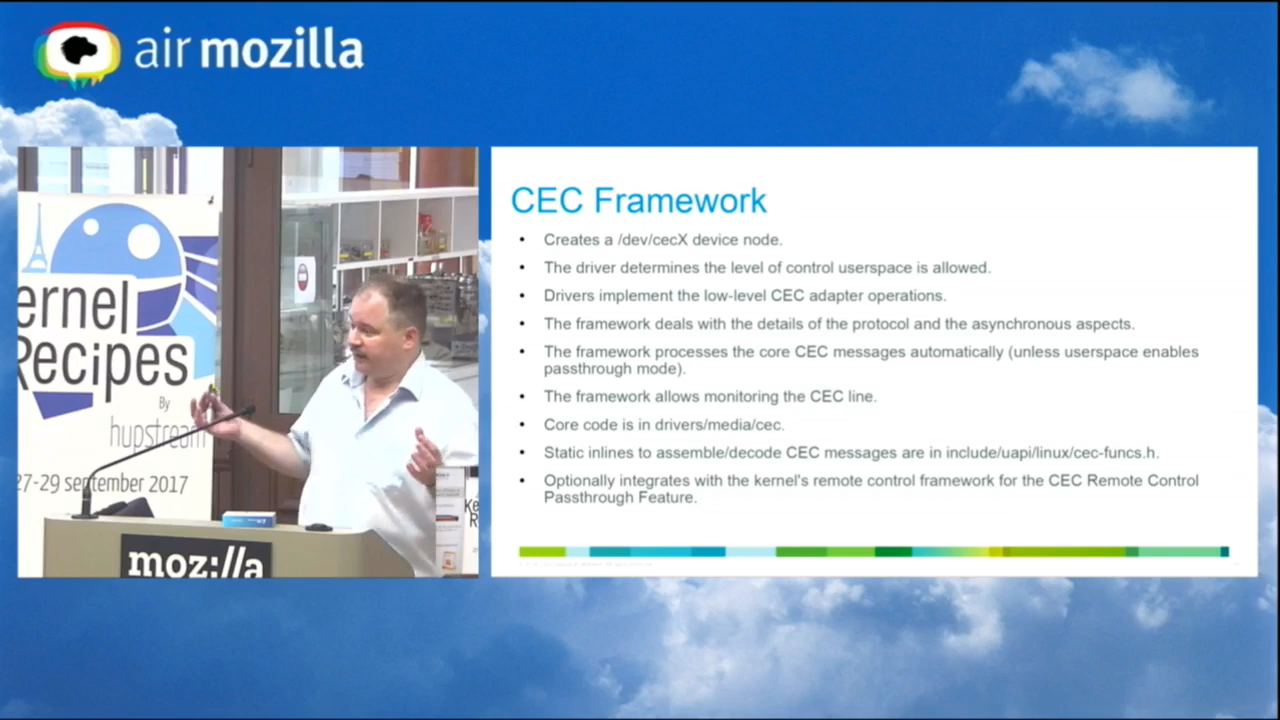 air mozilla
ernel
Recipes
By
hupstream
27-29 september 2017
moz://a
CEC Framework
• Creates a /dev/cecX device node.
• The driver determines the level of control userspace is allowed.
• Drivers implement the low-level CEC adapter operations.
• The framework deals with the details of the protocol and the asynchronous aspects.
• The framework processes the core CEC messages automatically (unless userspace enables
passthrough mode).
• The framework allows monitoring the CEC line.
• Core code is in drivers/media/cec.
• Static inlines to assemble/decode CEC messages are in include/uapi/linux/cec-funcs.h.
• Optionally integrates with the kernel's remote control framework for the CEC Remote Control
Passthrough Feature.